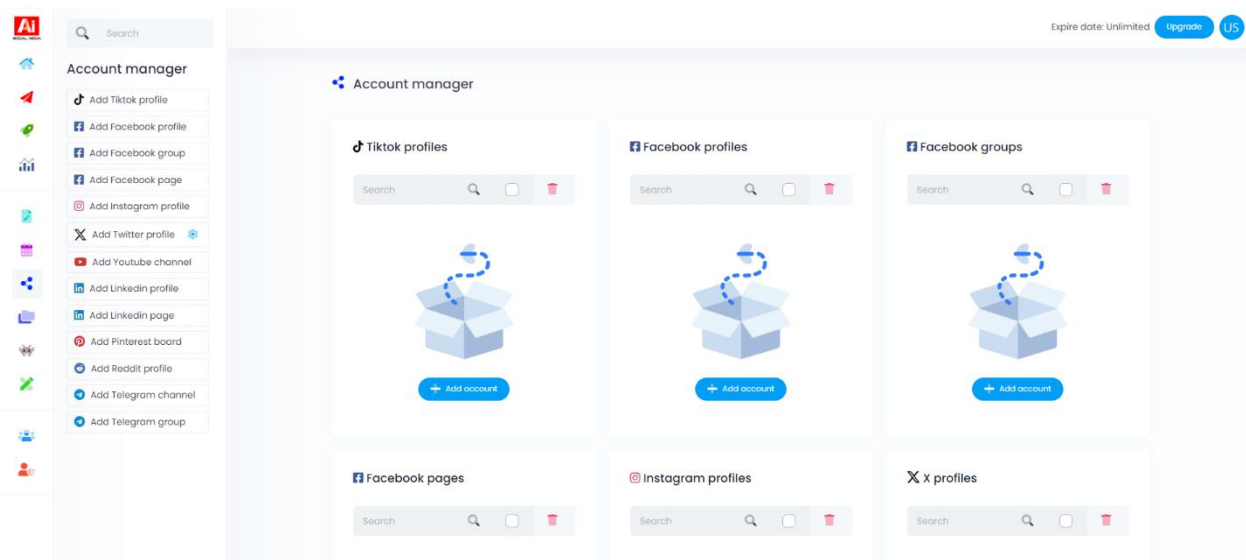 Ai
SOCIAL MEDIA
Search
Expire date: Unlimited
Upgrade
US
Account manager
Add Tiktok profile
Add Facebook profile
Add Facebook group
Add Facebook page
Add Instagram profile
Add Twitter profile
Add Youtube channel
Add Linkedin profile
Add Linkedin page
Add Pinterest board
Add Reddit profile
Add Telegram channel
Add Telegram group
Account manager
Tiktok profiles
Search
Add account
Facebook profiles
Search
Add account
Facebook groups
Search
Add account
Facebook pages
Search
Instagram profiles
Search
X profiles
Search